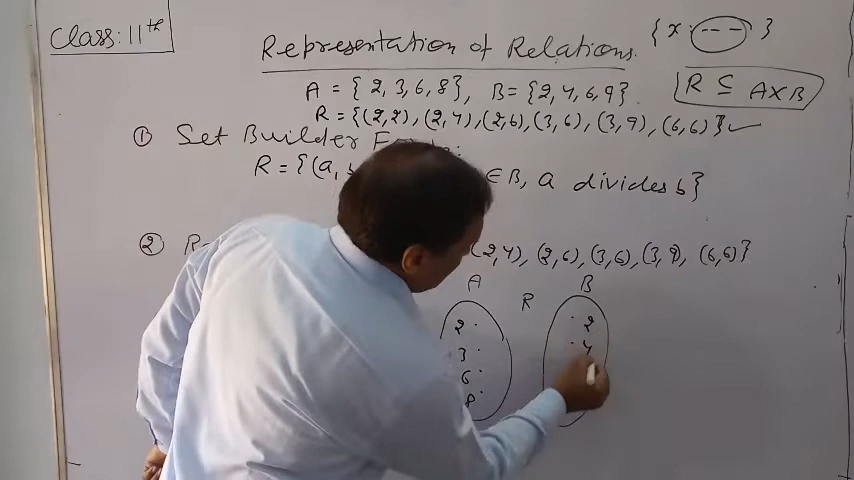 Class: 11th
Representation of Relations.
{ x : --- }
A = { 2, 3, 6, 8}, B = {2, 4, 6, 9}
R ⊆ A×B
R = {(2,2), (2,4), (2,6), (3,6), (3,9), (6,6)} ✓
① Set Builder Form:
R = {(a, ∈ B, a divides b}
② (2,4), (2,6), (3,6), (3,9), (6,6)}
A R B
2 2
3 4
6
8